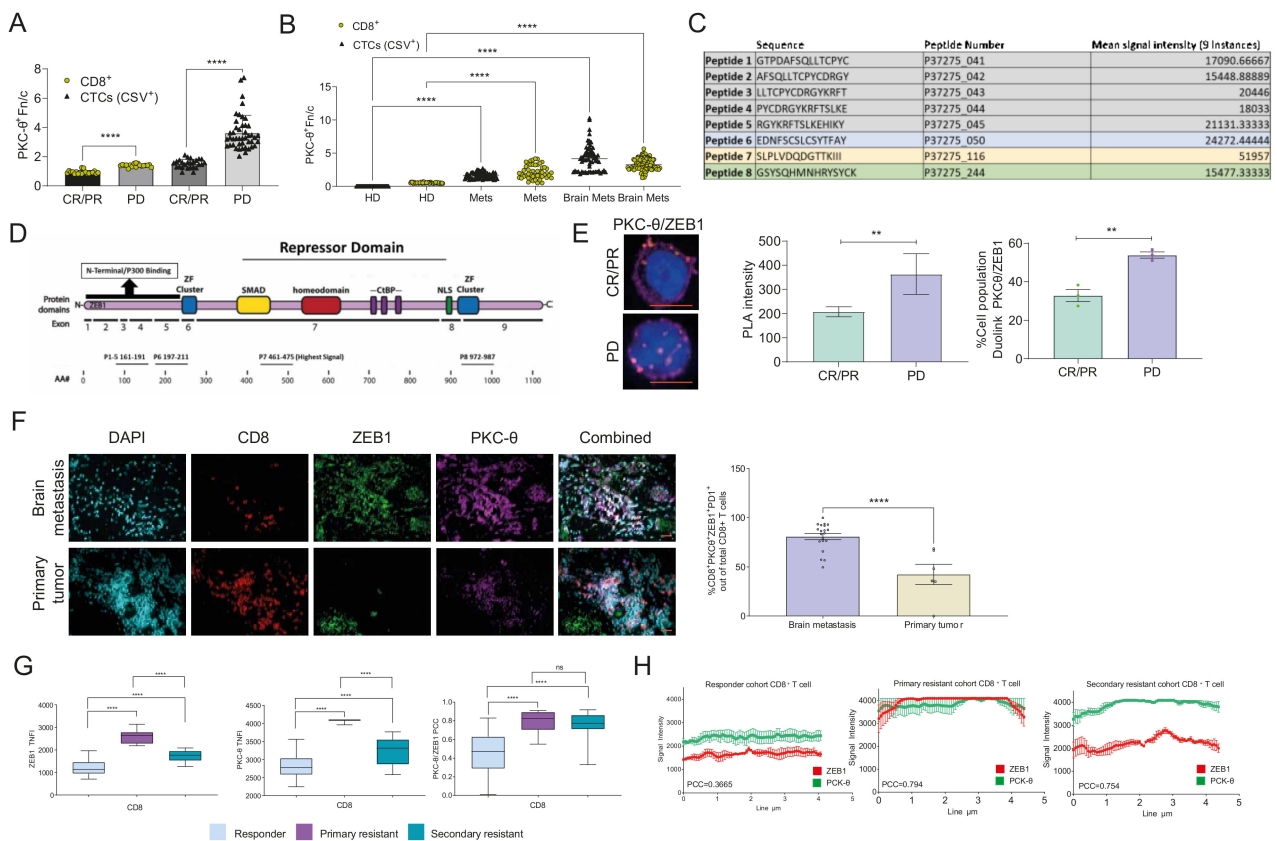 A
CD8+
CTCs (CSV+)
PKC-θ+ Fn/c
8
6
4
2
0
****
****
CR/PR
PD
CR/PR
PD
B
CD8+
CTCs (CSV+)
PKC-θ+Fn/c
15
10
5
0
****
****
****
****
HD
HD
Mets
Mets
Brain Mets
Brain Mets
C
Sequence
Peptide Number
Mean signal intensity (9 Instances)
Peptide 1 GTPDAFSQLLTCPYC P37275_041 17090.66667
Peptide 2 AFSQLLTCPYCDRGY P37275_042 15448.88889
Peptide 3 LLTCPYCDRGYKRFT P37275_043 20446
Peptide 4 PYCDRGYKRFTSLKE P37275_044 18033
Peptide 5 RGYKRFTSLKEHIKY P37275_045 21131.33333
Peptide 6 EDNFSCSLCSYTFAY P37275_050 24272.44444
Peptide 7 SLPLVDQDGTTKIII P37275_116 51957
Peptide 8 GSYSQHMNHRYSYCK P37275_244 15477.33333
D
Repressor Domain
N-Terminal/P300 Binding
ZF
Cluster
SMAD
homeodomain
—CtBP—
NLS
ZF
Cluster
Protein
domains
N-
ZEB1
-C
Exon
1 2 3 4 5 6 7 8 9
P1-5 161-191
P6 197-211
P7 461-475 (Highest Signal)
P8 972-987
AA#
0 100 200 300 400 500 600 700 800 900 1000 1100
E
PKC-θ/ZEB1
CR/PR
PD
PLA intensity
500
400
300
200
100
0
**
CR/PR
PD
%Cell population
Duolink PKCθ/ZEB1
60
40
20
0
**
CR/PR
PD
F
DAPI
CD8
ZEB1
PKC-θ
Combined
Brain
metastasis
Primary
tumor
%CD8+PKCθ+ZEB1+PD1+
out of total CD8+ T cells
150
100
50
0
****
Brain metastasis
Primary tumor
G
ZEB1 TNFI
4000
3000
2000
1000
0
****
****
****
CD8
PKC-θ TNFI
4500
4000
3500
3000
2500
2000
****
****
****
CD8
PKC-θ/ZEB1 PCC
1.0
0.8
0.6
0.4
0.2
0.0
ns
****
****
CD8
Responder
Primary resistant
Secondary resistant
H
Responder cohort CD8+ T cell
Signal Intensity
4000
3000
2000
1000
0
ZEB1
PCK-θ
PCC=0.3665
0 1 2 3 4 5
Line µm
Primary resistant cohort CD8 + T cell
Signal Intensity
4000
3000
2000
1000
0
ZEB1
PCK-θ
PCC=0.794
0 1 2 3 4 5
Line µm
Secondary resistant cohort CD8 + T cell
Signal Intensity
4000
3000
2000
1000
0
ZEB1
PCK-θ
PCC=0.754
0 1 2 3 4 5
Line µm